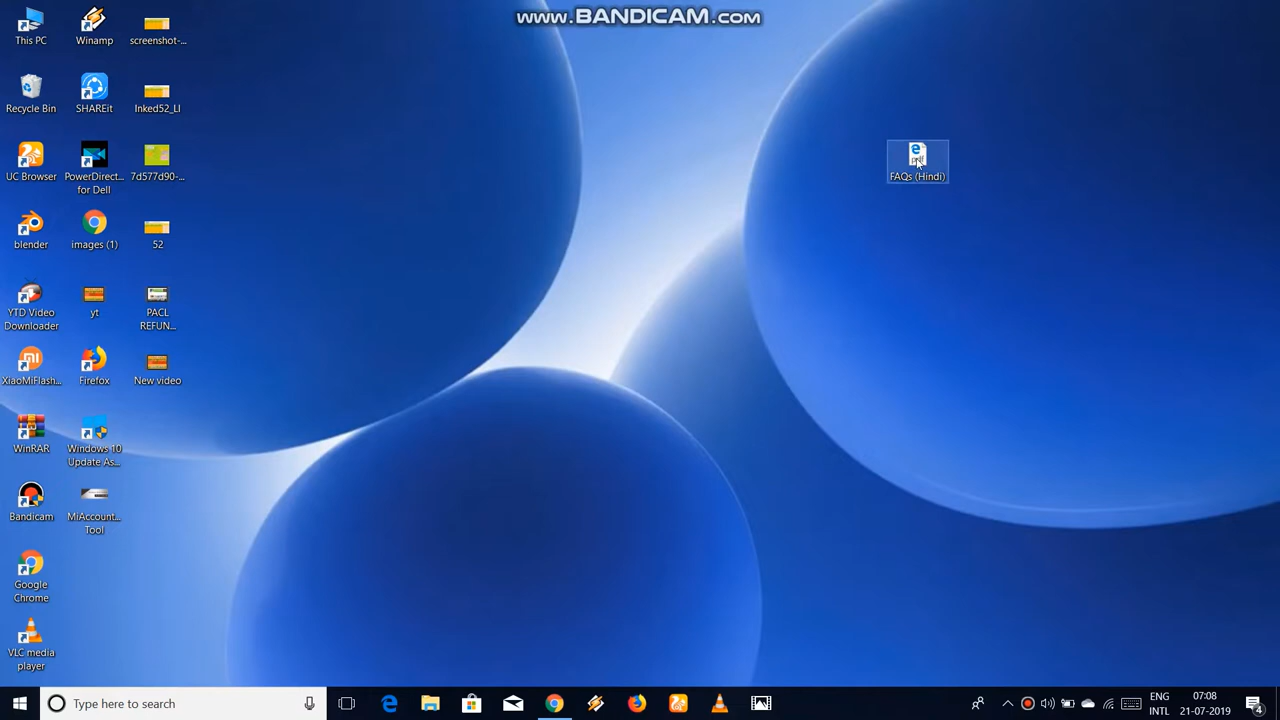 www.BANDICAM.com
This PC
Winamp
screenshot-...
Recycle Bin
SHAREit
Inked52_LI
UC Browser
PowerDirect...
for Dell
7d577d90-...
blender
images (1)
52
YTD Video
Downloader
yt
PACL
REFUN...
XiaoMiFlash...
Firefox
New video
WinRAR
Windows 10
Update As...
Bandicam
MiAccount...
Tool
Google
Chrome
VLC media
player
pdf
FAQs (Hindi)
Type here to search
ENG
INTL
07:08
21-07-2019
4